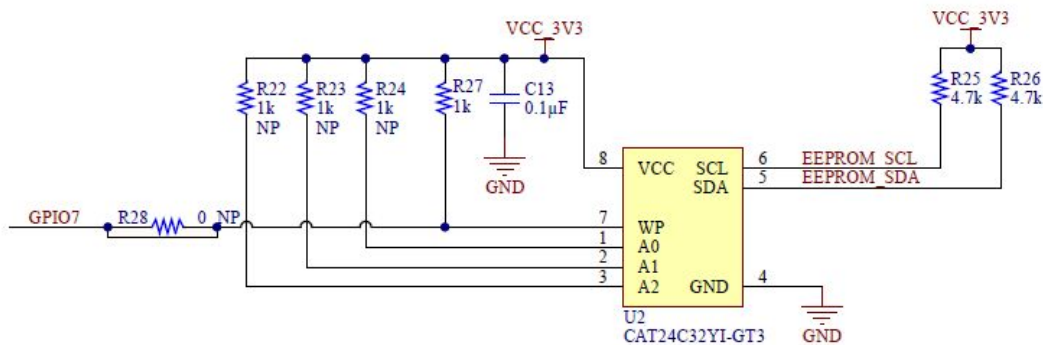 VCC_3V3
VCC_3V3
R22
1k
NP
R23
1k
NP
R24
1k
NP
R27
1k
C13
0.1µF
GND
R25
4.7k
R26
4.7k
8
VCC
SCL
6
EEPROM_SCL
SDA
5
EEPROM_SDA
GPIO7
R28
0_NP
7
WP
1
A0
2
A1
3
A2
GND
4
GND
U2
CAT24C32YI-GT3